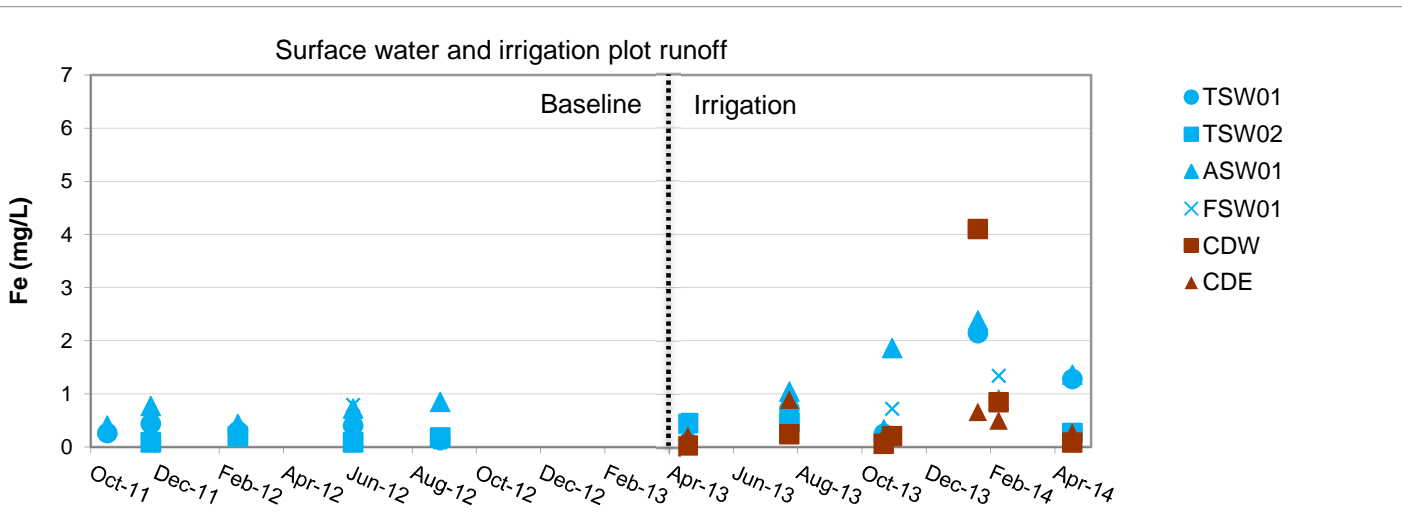 Surface water and irrigation plot runoff
7
6
5
4
3
2
1
0
Fe (mg/L)
Baseline
Irrigation
Oct-11
Dec-11
Feb-12
Apr-12
Jun-12
Aug-12
Oct-12
Dec-12
Feb-13
Apr-13
Jun-13
Aug-13
Oct-13
Dec-13
Feb-14
Apr-14
TSW01
TSW02
ASW01
FSW01
CDW
CDE